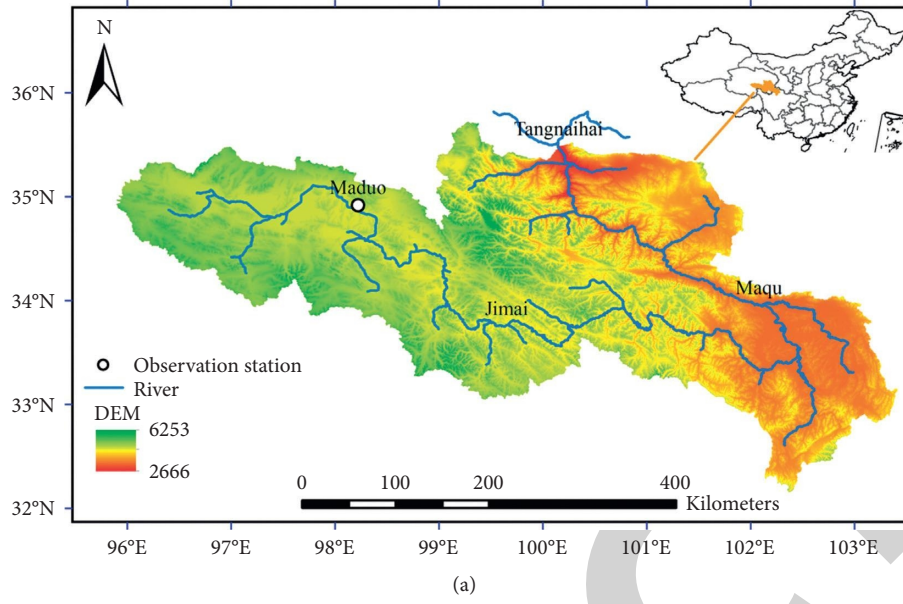 N
36°N
35°N
34°N
33°N
32°N
Tangnaihai
Maduo
Maqu
Jimai
Observation station
River
DEM
6253
2666
0 100 200 400
Kilometers
96°E 97°E 98°E 99°E 100°E 101°E 102°E 103°E
(a)